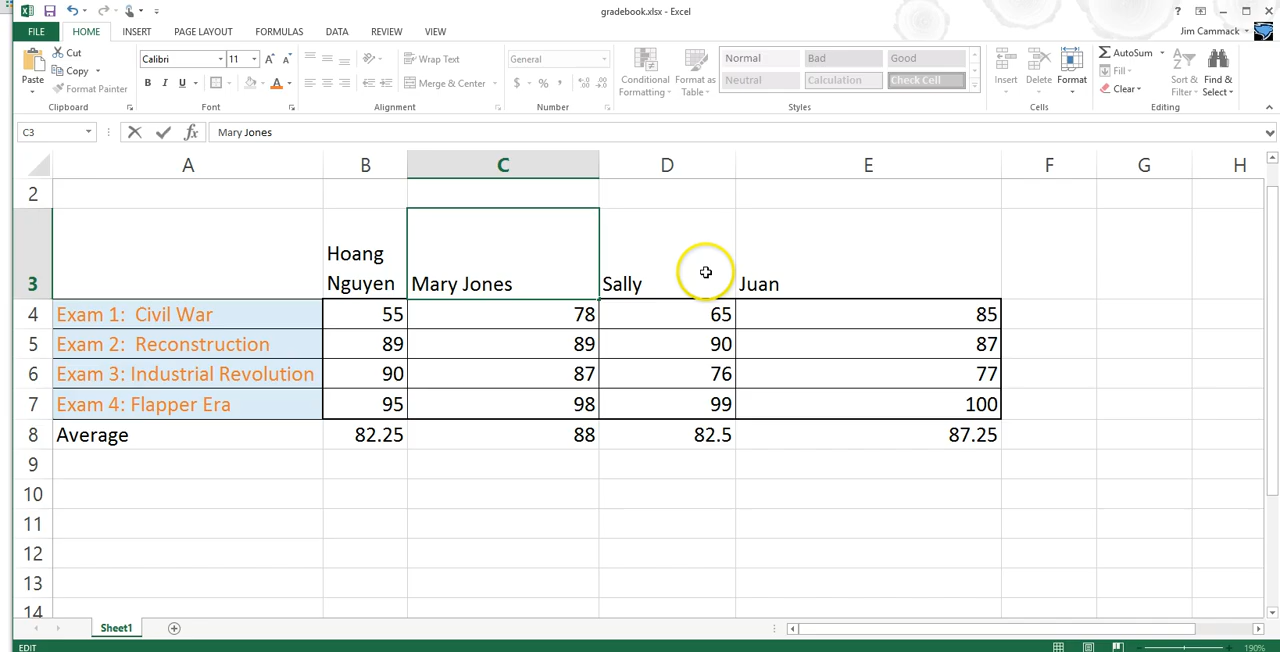 gradebook.xlsx - Excel
?
FILE HOME INSERT PAGE LAYOUT FORMULAS DATA REVIEW VIEW Jim Cammack
Paste
Cut
Copy
Format Painter
Clipboard
Calibri 11 A A
B I U A
Font
Wrap Text
Merge & Center
Alignment
General
$ % ,
Number
Conditional Formatting
Format as Table
Normal Bad Good
Neutral Calculation Check Cell
Styles
Insert Delete Format
Cells
AutoSum
Fill
Clear
Sort & Filter
Find & Select
Editing
C3 fx Mary Jones
A B C D E F G H
2
3 Hoang Nguyen Mary Jones Sally Juan
4 Exam 1: Civil War 55 78 65 85
5 Exam 2: Reconstruction 89 89 90 87
6 Exam 3: Industrial Revolution 90 87 76 77
7 Exam 4: Flapper Era 95 98 99 100
8 Average 82.25 88 82.5 87.25
9
10
11
12
13
14
Sheet1
EDIT 190%